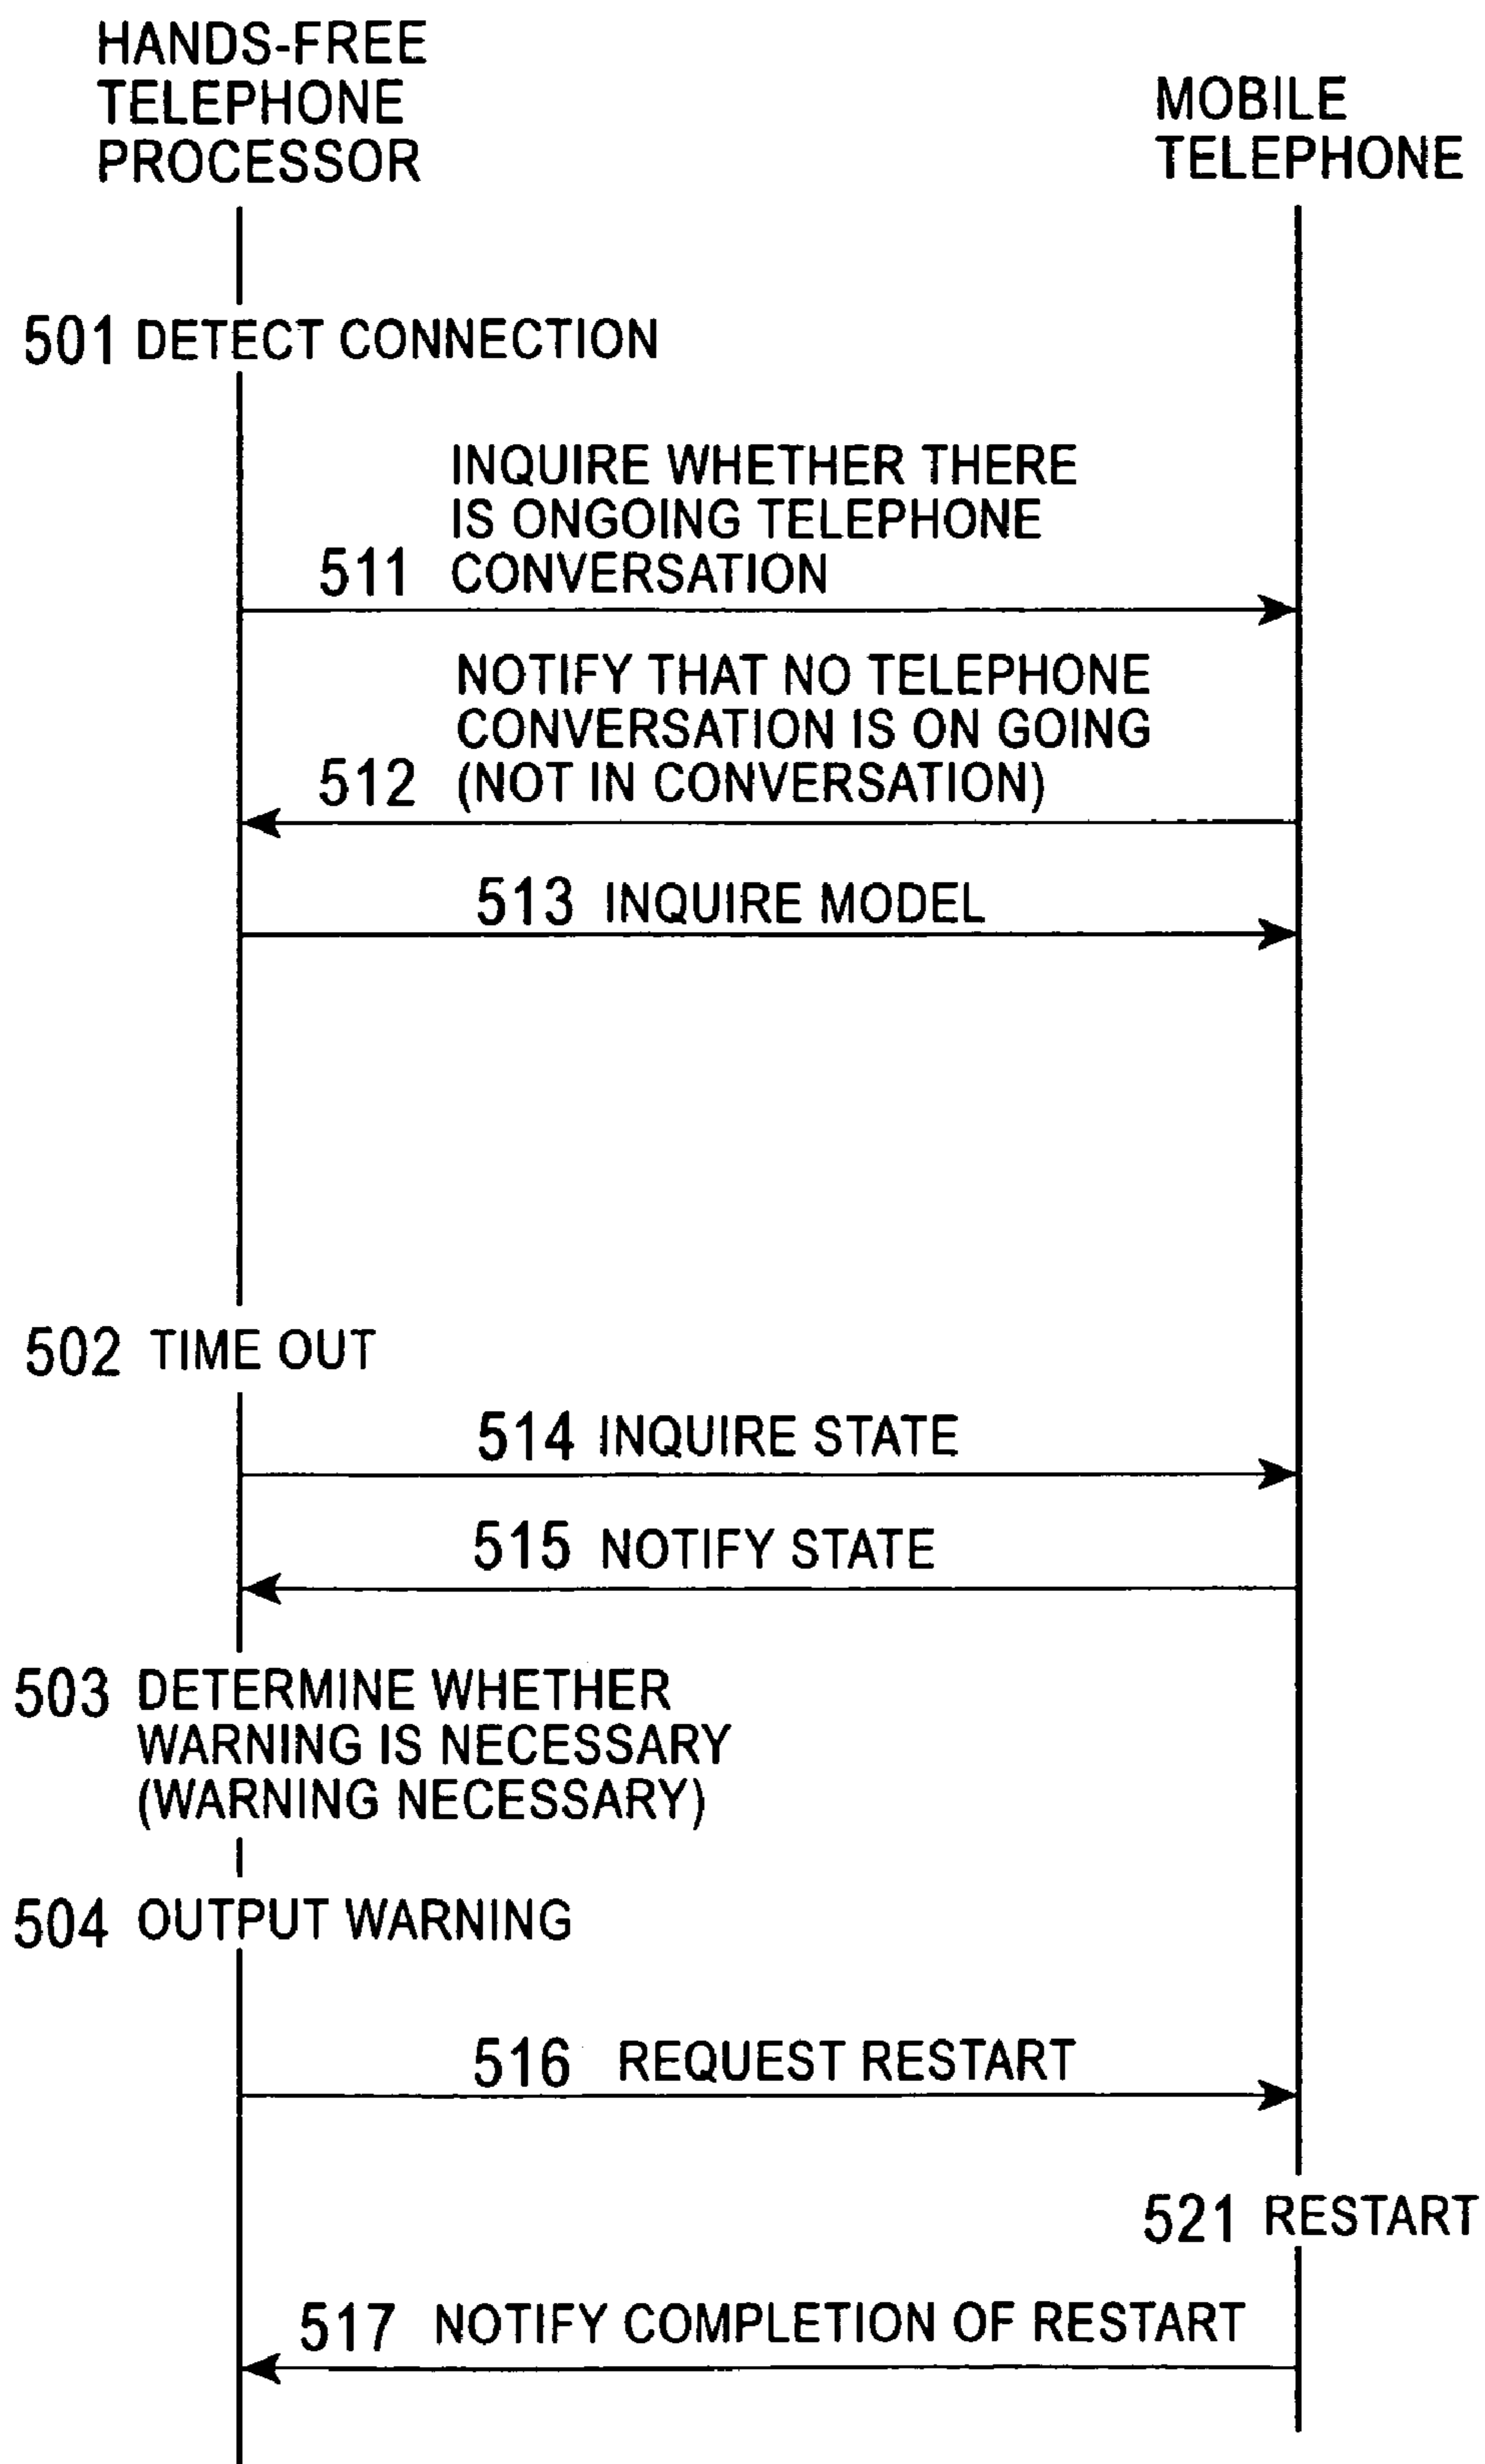 HANDS-FREE
TELEPHONE
PROCESSOR
MOBILE
TELEPHONE
501 DETECT CONNECTION
INQUIRE WHETHER THERE
IS ONGOING TELEPHONE
511 CONVERSATION
NOTIFY THAT NO TELEPHONE
CONVERSATION IS ON GOING
512 (NOT IN CONVERSATION)
513 INQUIRE MODEL
502 TIME OUT
514 INQUIRE STATE
515 NOTIFY STATE
503 DETERMINE WHETHER
WARNING IS NECESSARY
(WARNING NECESSARY)
504 OUTPUT WARNING
516 REQUEST RESTART
521 RESTART
517 NOTIFY COMPLETION OF RESTART